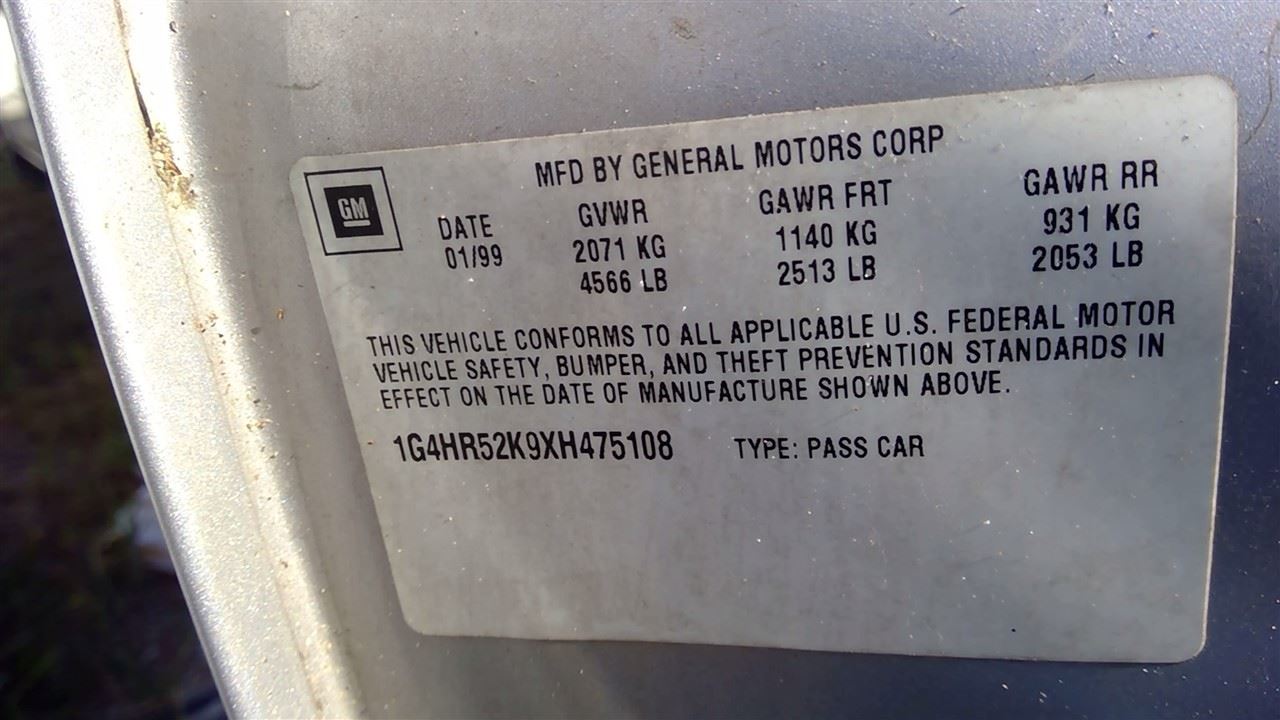 MFD BY GENERAL MOTORS CORP
GM
DATE GVWR GAWR FRT GAWR RR
01/99 2071 KG 1140 KG 931 KG
4566 LB 2513 LB 2053 LB
THIS VEHICLE CONFORMS TO ALL APPLICABLE U.S. FEDERAL MOTOR
VEHICLE SAFETY, BUMPER, AND THEFT PREVENTION STANDARDS IN
EFFECT ON THE DATE OF MANUFACTURE SHOWN ABOVE.
1G4HR52K9XH475108 TYPE: PASS CAR